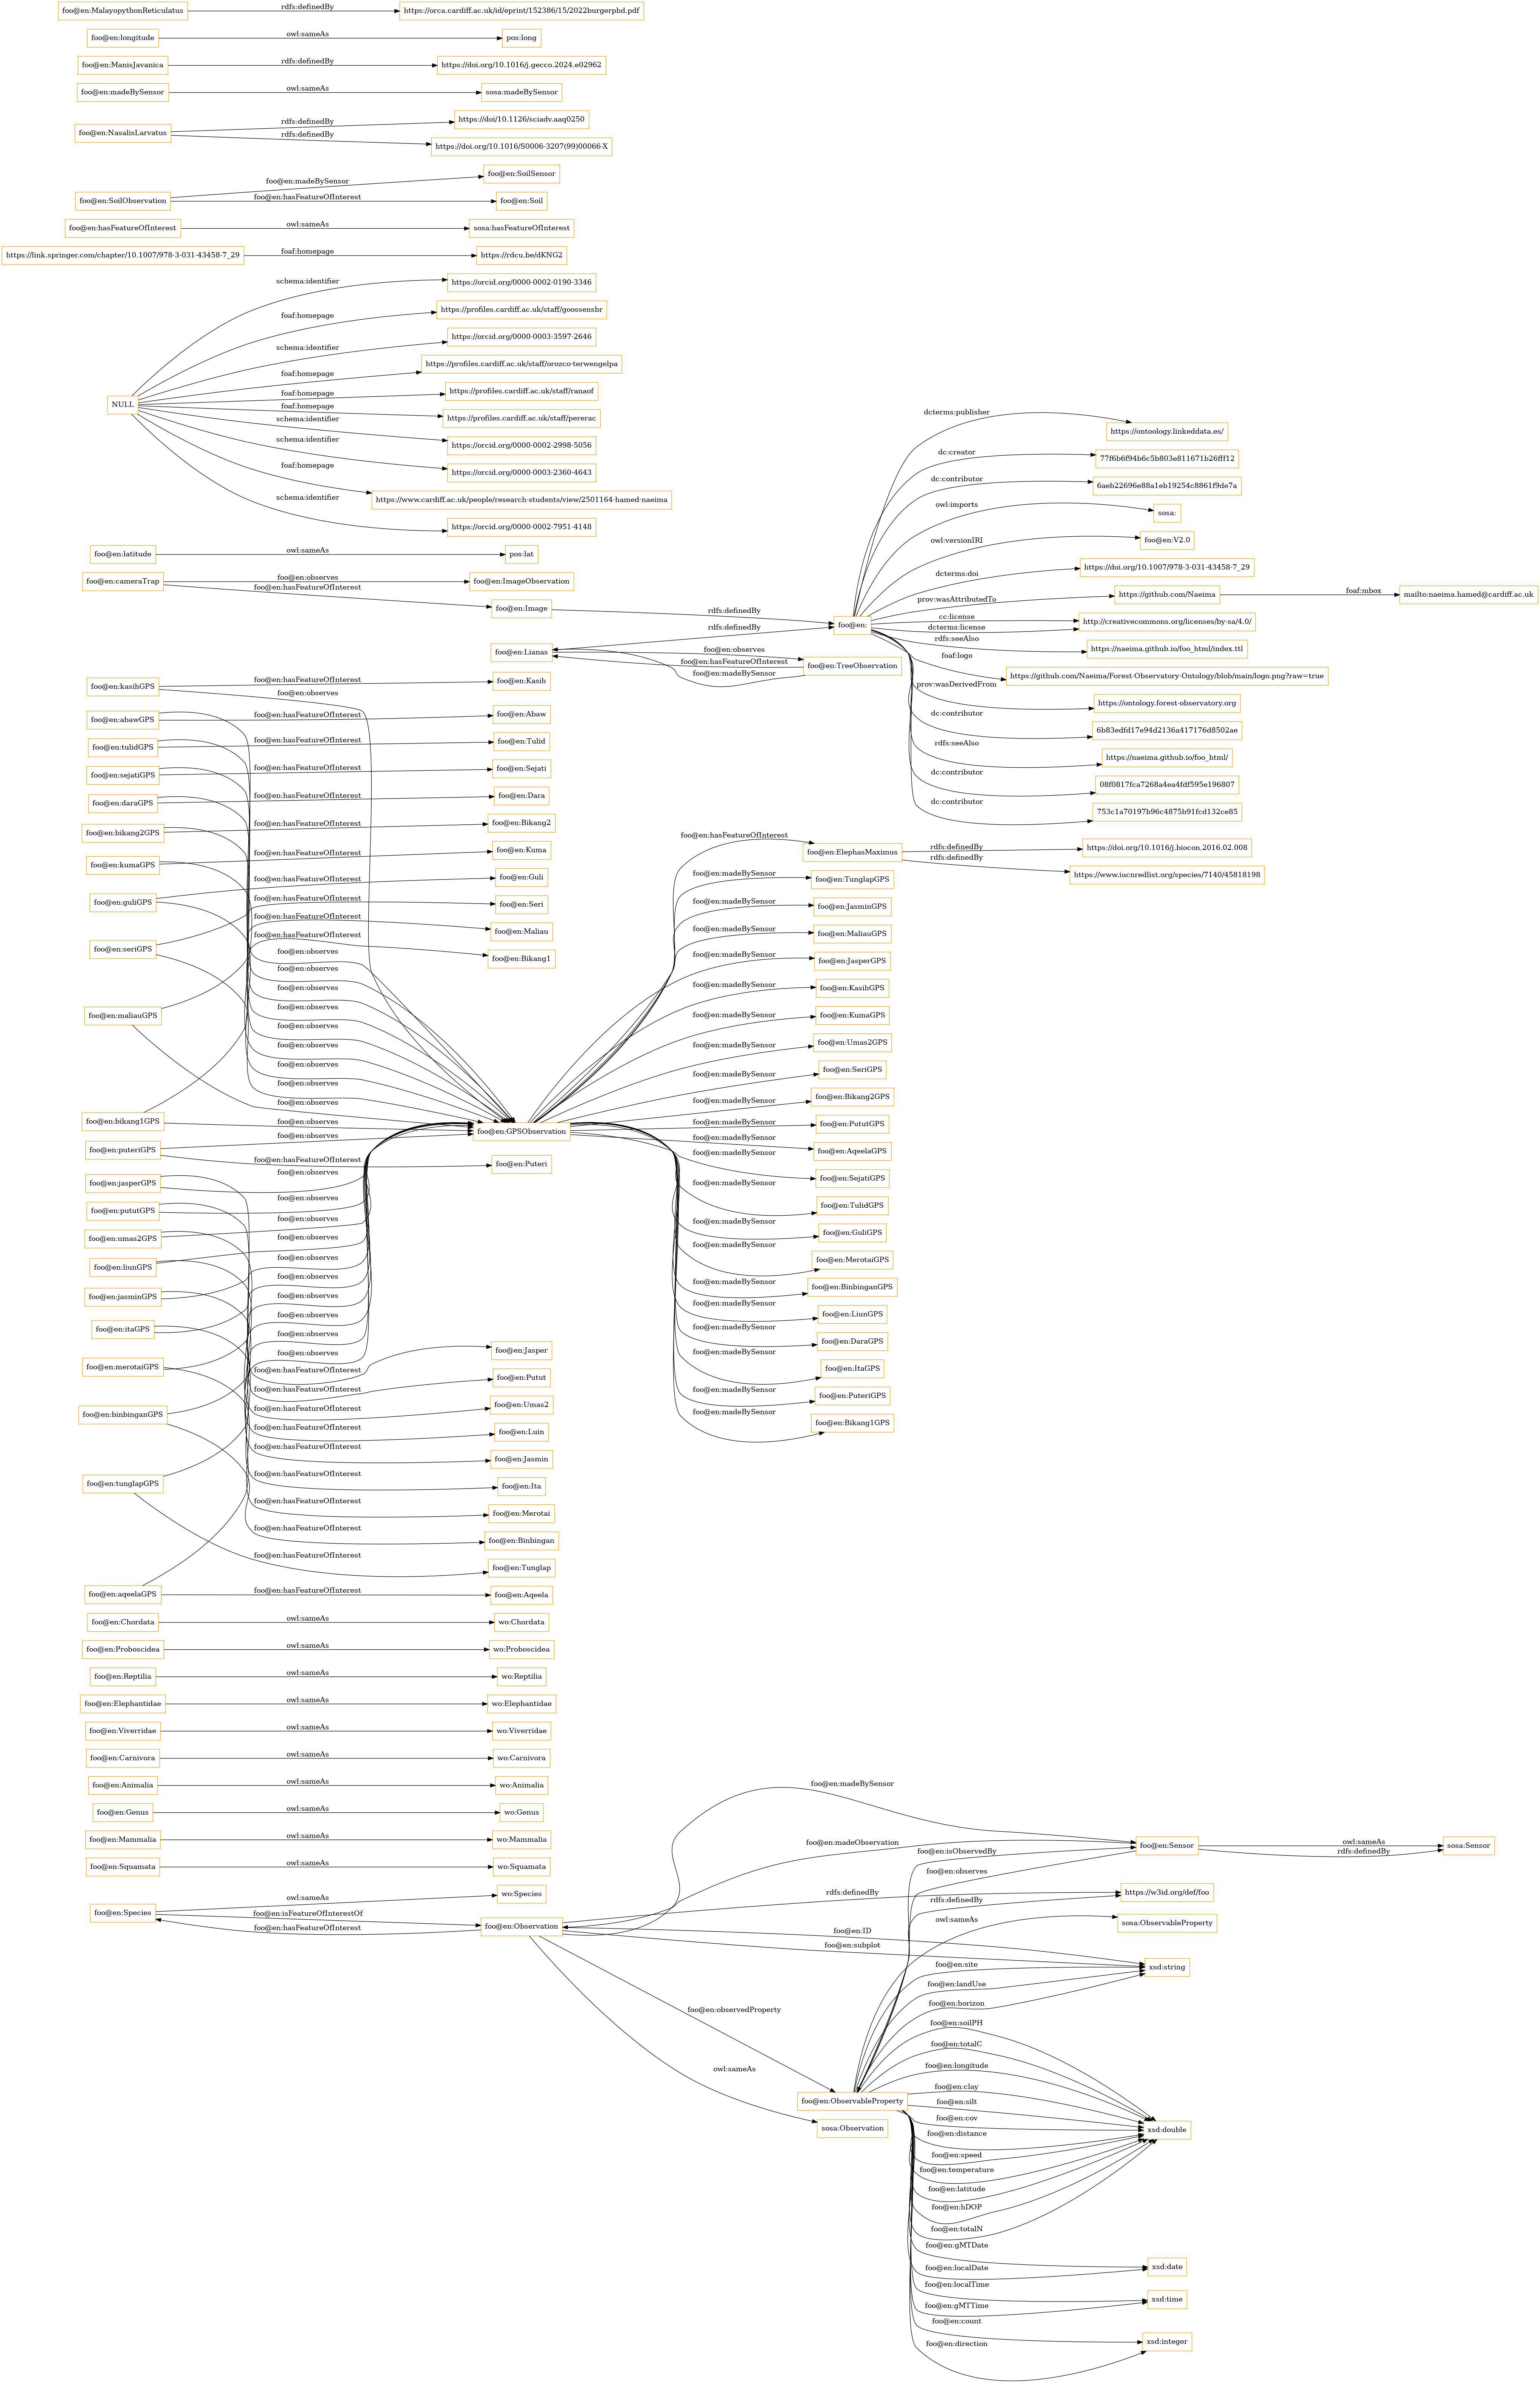 foo@en:MalayopythonReticulatus
rdfs:definedBy
https://orca.cardiff.ac.uk/id/eprint/152386/15/2022burgerphd.pdf
foo@en:longitude
owl:sameAs
pos:long
foo@en:ManisJavanica
rdfs:definedBy
https://doi.org/10.1016/j.gecco.2024.e02962
foo@en:madeBySensor
owl:sameAs
sosa:madeBySensor
foo@en:NasalisLarvatus
rdfs:definedBy
https://doi/10.1126/sciadv.aaq0250
rdfs:definedBy
https://doi.org/10.1016/S0006-3207(99)00066-X
foo@en:SoilObservation
foo@en:madeBySensor
foo@en:SoilSensor
foo@en:hasFeatureOfInterest
foo@en:Soil
foo@en:hasFeatureOfInterest
owl:sameAs
sosa:hasFeatureOfInterest
https://link.springer.com/chapter/10.1007/978-3-031-43458-7_29
foaf:homepage
https://rdcu.be/dKNG2
NULL
schema:identifier
https://orcid.org/0000-0002-0190-3346
foaf:homepage
https://profiles.cardiff.ac.uk/staff/goossensbr
schema:identifier
https://orcid.org/0000-0003-3597-2646
foaf:homepage
https://profiles.cardiff.ac.uk/staff/orozco-terwengelpa
foaf:homepage
https://profiles.cardiff.ac.uk/staff/ranaof
foaf:homepage
https://profiles.cardiff.ac.uk/staff/pererac
schema:identifier
https://orcid.org/0000-0002-2998-5056
schema:identifier
https://orcid.org/0000-0003-2360-4643
foaf:homepage
https://www.cardiff.ac.uk/people/research-students/view/2501164-hamed-naeima
schema:identifier
https://orcid.org/0000-0002-7951-4148
foo@en:latitude
owl:sameAs
pos:lat
foo@en:cameraTrap
foo@en:observes
foo@en:ImageObservation
foo@en:hasFeatureOfInterest
foo@en:Image
rdfs:definedBy
foo@en:
dcterms:publisher
https://ontoology.linkeddata.es/
dc:creator
77f6b6f94b6c5b803e811671b26fff12
dc:contributor
6aeb22696e88a1eb19254c8861f9de7a
owl:imports
sosa:
owl:versionIRI
foo@en:V2.0
dcterms:doi
https://doi.org/10.1007/978-3-031-43458-7_29
prov:wasAttributedTo
https://github.com/Naeima
foaf:mbox
mailto:naeima.hamed@cardiff.ac.uk
cc:license
dcterms:license
http://creativecommons.org/licenses/by-sa/4.0/
rdfs:seeAlso
https://naeima.github.io/foo_html/index.ttl
foaf:logo
https://github.com/Naeima/Forest-Observatory-Ontology/blob/main/logo.png?raw=true
prov:wasDerivedFrom
https://ontology.forest-observatory.org
dc:contributor
6b83edfd17e94d2136a417176d8502ae
rdfs:seeAlso
https://naeima.github.io/foo_html/
dc:contributor
08f0817fca7268a4ea4fdf595e196807
dc:contributor
753c1a70197b96c4875b91fcd132ce85
foo@en:Lianas
rdfs:definedBy
foo@en:observes
foo@en:hasFeatureOfInterest
foo@en:madeBySensor
foo@en:TreeObservation
foo@en:kasihGPS
foo@en:hasFeatureOfInterest
foo@en:Kasih
foo@en:observes
foo@en:abawGPS
foo@en:hasFeatureOfInterest
foo@en:Abaw
foo@en:tulidGPS
foo@en:hasFeatureOfInterest
foo@en:Tulid
foo@en:sejatiGPS
foo@en:hasFeatureOfInterest
foo@en:Sejati
foo@en:daraGPS
foo@en:hasFeatureOfInterest
foo@en:Dara
foo@en:bikang2GPS
foo@en:hasFeatureOfInterest
foo@en:Bikang2
foo@en:kumaGPS
foo@en:hasFeatureOfInterest
foo@en:Kuma
foo@en:guliGPS
foo@en:hasFeatureOfInterest
foo@en:Guli
foo@en:seriGPS
foo@en:hasFeatureOfInterest
foo@en:Seri
foo@en:maliauGPS
foo@en:hasFeatureOfInterest
foo@en:Maliau
foo@en:bikang1GPS
foo@en:hasFeatureOfInterest
foo@en:Bikang1
foo@en:observes
foo@en:observes
foo@en:observes
foo@en:observes
foo@en:observes
foo@en:observes
foo@en:observes
foo@en:observes
foo@en:observes
foo@en:observes
foo@en:GPSObservation
foo@en:hasFeatureOfInterest
foo@en:ElephasMaximus
rdfs:definedBy
https://doi.org/10.1016/j.biocon.2016.02.008
rdfs:definedBy
https://www.iucnredlist.org/species/7140/45818198
foo@en:madeBySensor
foo@en:TunglapGPS
foo@en:madeBySensor
foo@en:JasminGPS
foo@en:madeBySensor
foo@en:MaliauGPS
foo@en:madeBySensor
foo@en:JasperGPS
foo@en:madeBySensor
foo@en:KasihGPS
foo@en:madeBySensor
foo@en:KumaGPS
foo@en:madeBySensor
foo@en:Umas2GPS
foo@en:madeBySensor
foo@en:SeriGPS
foo@en:madeBySensor
foo@en:Bikang2GPS
foo@en:madeBySensor
foo@en:PututGPS
foo@en:madeBySensor
foo@en:AqeelaGPS
foo@en:madeBySensor
foo@en:SejatiGPS
foo@en:madeBySensor
foo@en:TulidGPS
foo@en:madeBySensor
foo@en:GuliGPS
foo@en:madeBySensor
foo@en:MerotaiGPS
foo@en:madeBySensor
foo@en:BinbinganGPS
foo@en:madeBySensor
foo@en:LiunGPS
foo@en:madeBySensor
foo@en:DaraGPS
foo@en:madeBySensor
foo@en:ItaGPS
foo@en:madeBySensor
foo@en:PuteriGPS
foo@en:madeBySensor
foo@en:Bikang1GPS
foo@en:puteriGPS
foo@en:observes
foo@en:hasFeatureOfInterest
foo@en:Puteri
foo@en:jasperGPS
foo@en:observes
foo@en:pututGPS
foo@en:observes
foo@en:umas2GPS
foo@en:observes
foo@en:liunGPS
foo@en:observes
foo@en:jasminGPS
foo@en:observes
foo@en:itaGPS
foo@en:observes
foo@en:merotaiGPS
foo@en:observes
foo@en:binbinganGPS
foo@en:observes
foo@en:tunglapGPS
foo@en:observes
foo@en:aqeelaGPS
foo@en:observes
foo@en:hasFeatureOfInterest
foo@en:Jasper
foo@en:hasFeatureOfInterest
foo@en:Putut
foo@en:hasFeatureOfInterest
foo@en:Umas2
foo@en:hasFeatureOfInterest
foo@en:Luin
foo@en:hasFeatureOfInterest
foo@en:Jasmin
foo@en:hasFeatureOfInterest
foo@en:Ita
foo@en:hasFeatureOfInterest
foo@en:Merotai
foo@en:hasFeatureOfInterest
foo@en:Binbingan
foo@en:hasFeatureOfInterest
foo@en:Tunglap
foo@en:hasFeatureOfInterest
foo@en:Aqeela
foo@en:Chordata
owl:sameAs
wo:Chordata
foo@en:Proboscidea
owl:sameAs
wo:Proboscidea
foo@en:Reptilia
owl:sameAs
wo:Reptilia
foo@en:Elephantidae
owl:sameAs
wo:Elephantidae
foo@en:Viverridae
owl:sameAs
wo:Viverridae
foo@en:Carnivora
owl:sameAs
wo:Carnivora
foo@en:Animalia
owl:sameAs
wo:Animalia
foo@en:Genus
owl:sameAs
wo:Genus
foo@en:Mammalia
owl:sameAs
wo:Mammalia
foo@en:Squamata
owl:sameAs
wo:Squamata
foo@en:Species
owl:sameAs
wo:Species
foo@en:isFeatureOfInterestOf
foo@en:hasFeatureOfInterest
foo@en:Observation
foo@en:madeBySensor
foo@en:madeObservation
foo@en:Sensor
owl:sameAs
rdfs:definedBy
sosa:Sensor
foo@en:isObservedBy
foo@en:observes
rdfs:definedBy
rdfs:definedBy
https://w3id.org/def/foo
owl:sameAs
sosa:ObservableProperty
foo@en:ID
foo@en:subplot
foo@en:site
foo@en:landUse
foo@en:horizon
xsd:string
foo@en:observedProperty
owl:sameAs
foo@en:ObservableProperty
sosa:Observation
foo@en:soilPH
foo@en:totalC
foo@en:longitude
foo@en:clay
foo@en:silt
foo@en:cov
foo@en:distance
foo@en:speed
foo@en:temperature
foo@en:latitude
foo@en:hDOP
foo@en:totalN
xsd:double
foo@en:gMTDate
foo@en:localDate
xsd:date
foo@en:localTime
foo@en:gMTTime
xsd:time
foo@en:count
foo@en:direction
xsd:integer